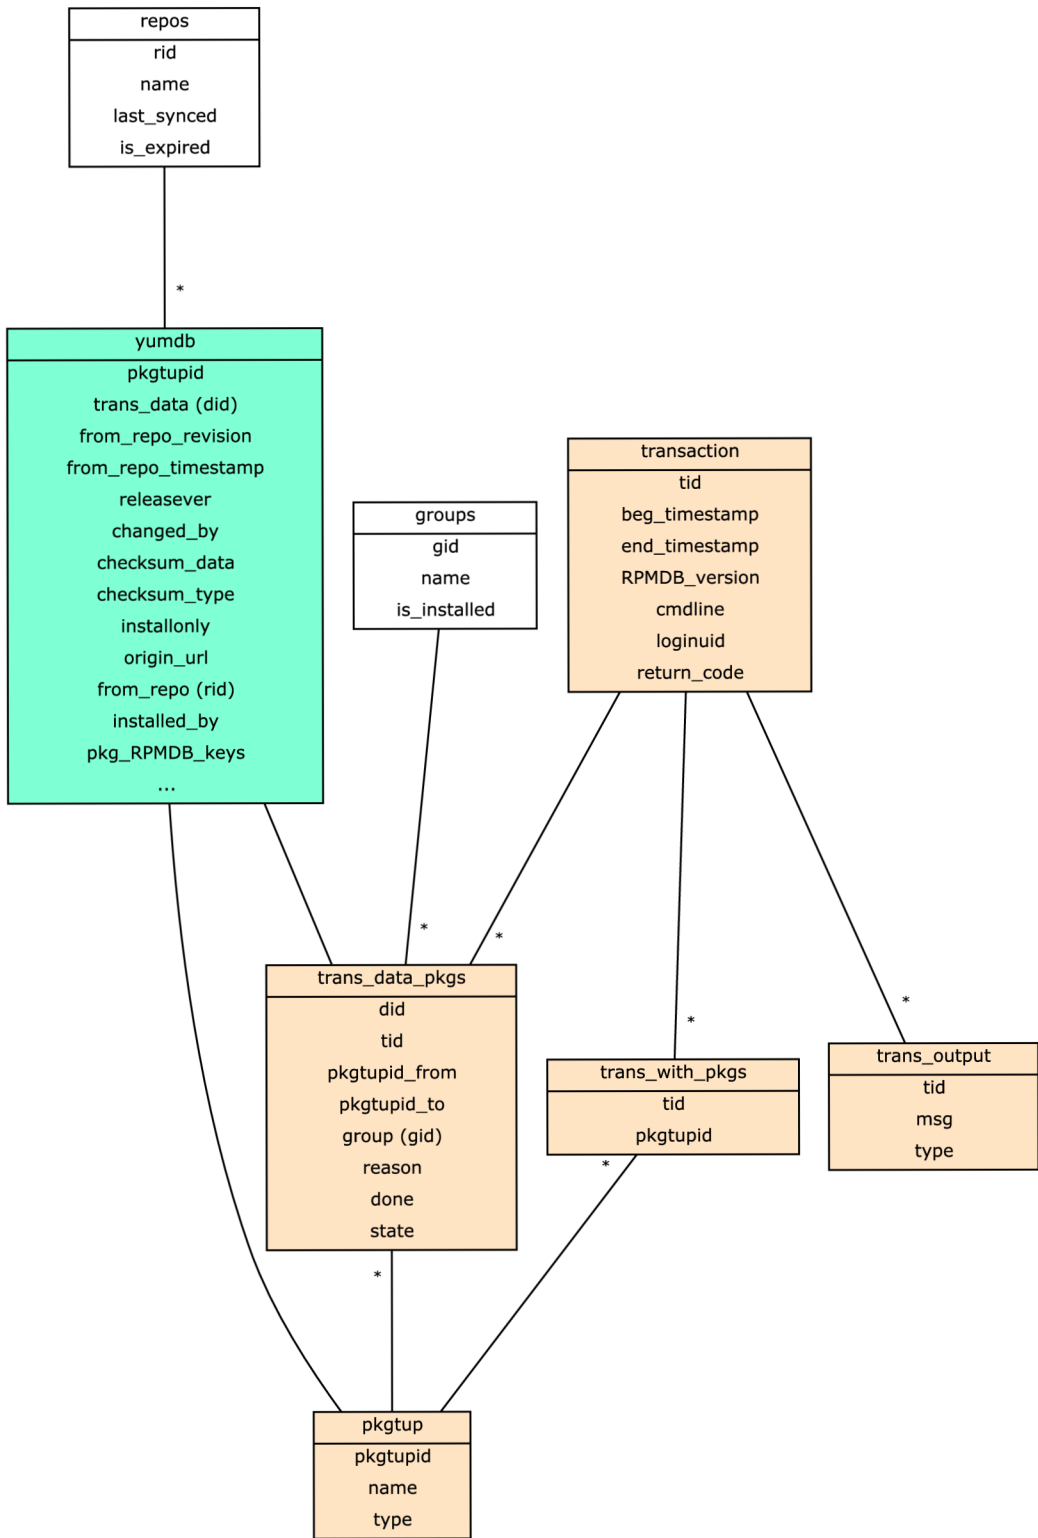 repos
rid
name
last_synced
is_expired
*
yumdb
pkgtupid
trans_data (did)
from_repo_revision
from_repo_timestamp
releasever
changed_by
checksum_data
checksum_type
installonly
origin_url
from_repo (rid)
installed_by
pkg_RPMDB_keys
...
groups
gid
name
is_installed
*
transaction
tid
beg_timestamp
end_timestamp
RPMDB_version
cmdline
loginuid
return_code
*
*
*
trans_data_pkgs
did
tid
pkgtupid_from
pkgtupid_to
group (gid)
reason
done
state
*
trans_with_pkgs
tid
pkgtupid
*
trans_output
tid
msg
type
pkgtup
pkgtupid
name
type